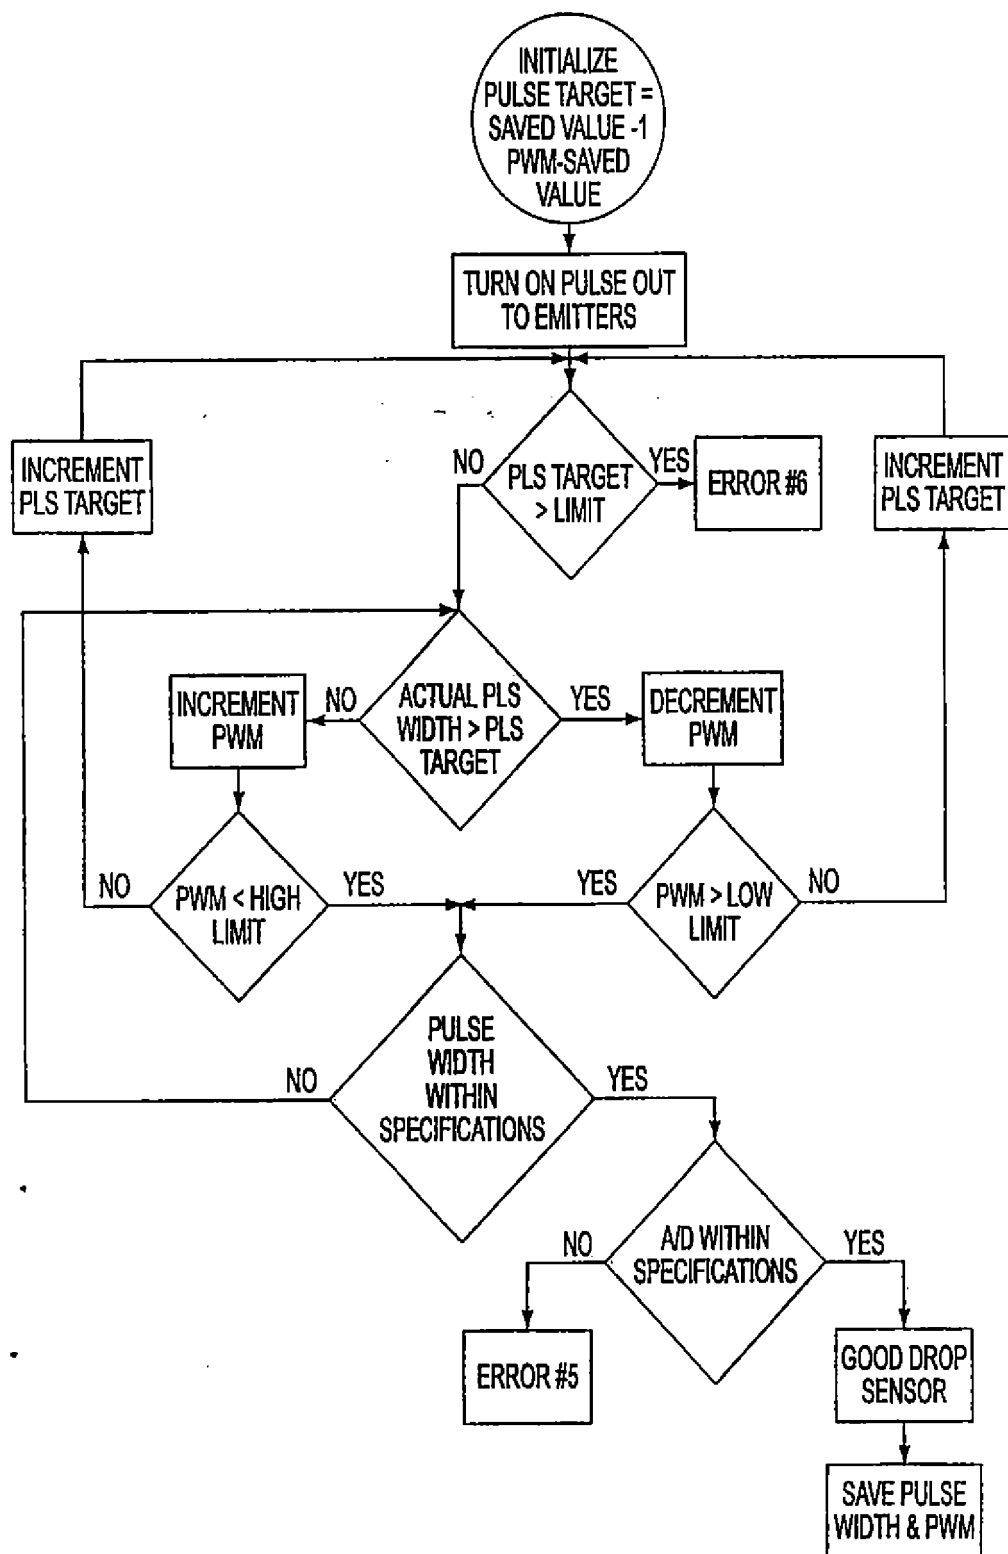 INITIALIZE
PULSE TARGET =
SAVED VALUE -1
PWM-SAVED
VALUE
TURN ON PULSE OUT
TO EMITTERS
INCREMENT
PLS TARGET
NO
PLS TARGET
> LIMIT
YES
ERROR #6
INCREMENT
PLS TARGET
INCREMENT
PWM
NO
ACTUAL PLS
WIDTH > PLS
TARGET
YES
DECREMENT
PWM
NO
PWM < HIGH
LIMIT
YES
YES
PWM > LOW
LIMIT
NO
NO
PULSE
WIDTH
WITHIN
SPECIFICATIONS
YES
NO
A/D WITHIN
SPECIFICATIONS
YES
ERROR #5
GOOD DROP
SENSOR
SAVE PULSE
WIDTH & PWM